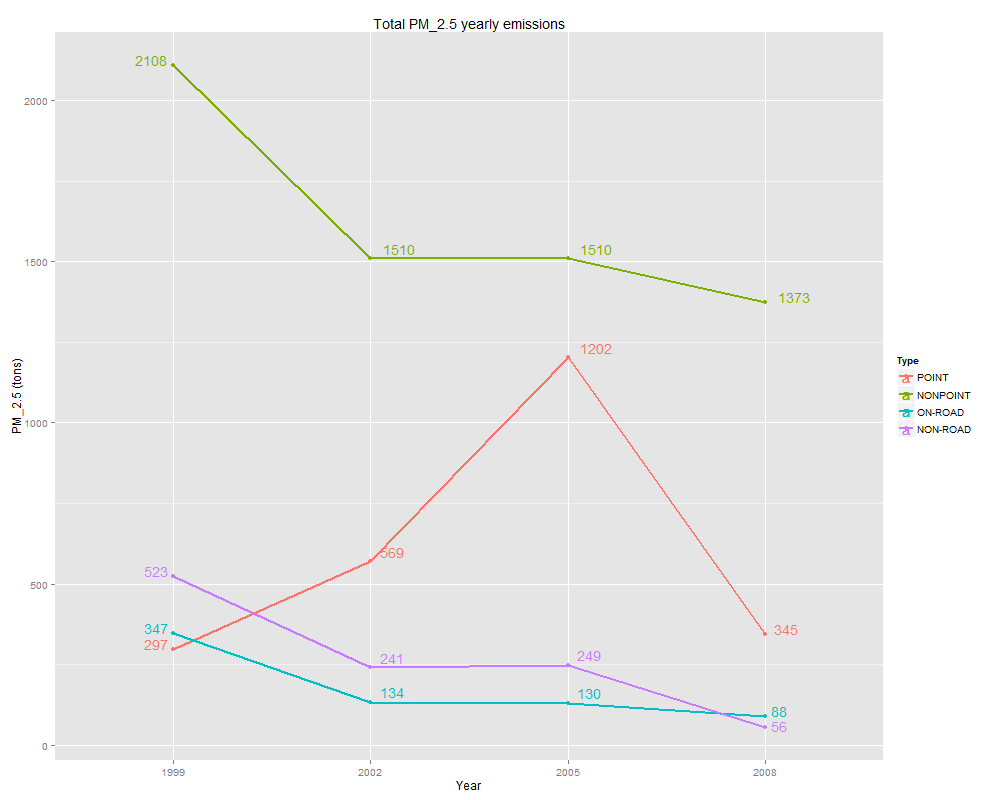 Total PM_2.5 yearly emissions
2108
2000
1510 1510
1500
1373
1202
Type
a POINT
a NONPOINT
a ON-ROAD
a NON-ROAD
PM_2.5 (tons)
1000
569
523
500
347
345
297
241 249
134 130
88
56
0
1999 2002 2005 2008
Year